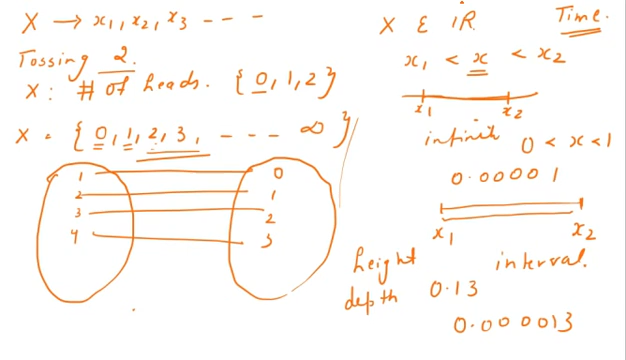 X → x₁, x₂, x₃ - - -
Tossing 2.
X: # of heads. {0, 1, 2}
X = {0, 1, 2, 3, - - - ∞}
1 0
2 1
3 2
4 3
X ∈ ℝ. Time.
x₁ < x < x₂
x₁ x₂
infinite 0 < x < 1
0.00001
x₁ x₂
height interval.
depth 0.13
0.000013